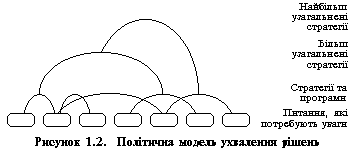 Найбільш
узагальнені
стратегії
Більш
узагальнені
стратегії
Стратегії та
програми
Питання, які
потребують уваги
Рисунок 1.2. Політична модель ухвалення рішень